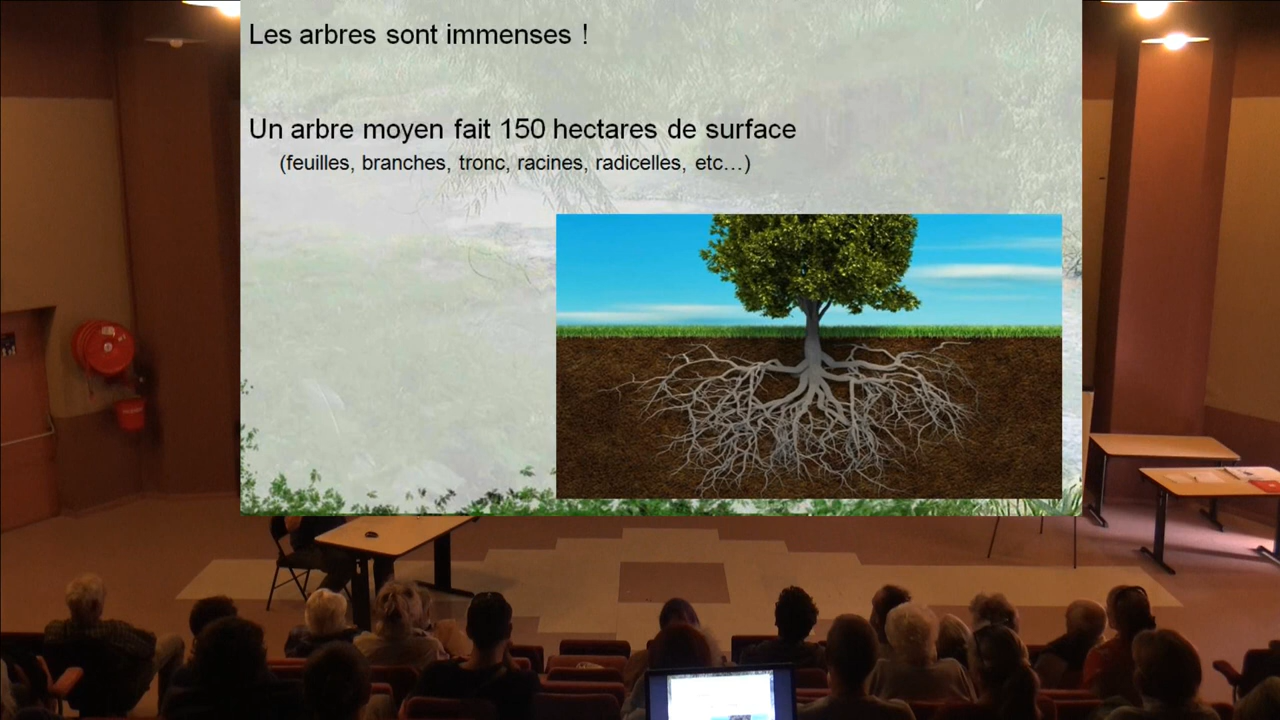 Les arbres sont immenses !
Un arbre moyen fait 150 hectares de surface
(feuilles, branches, tronc, racines, radicelles, etc…)